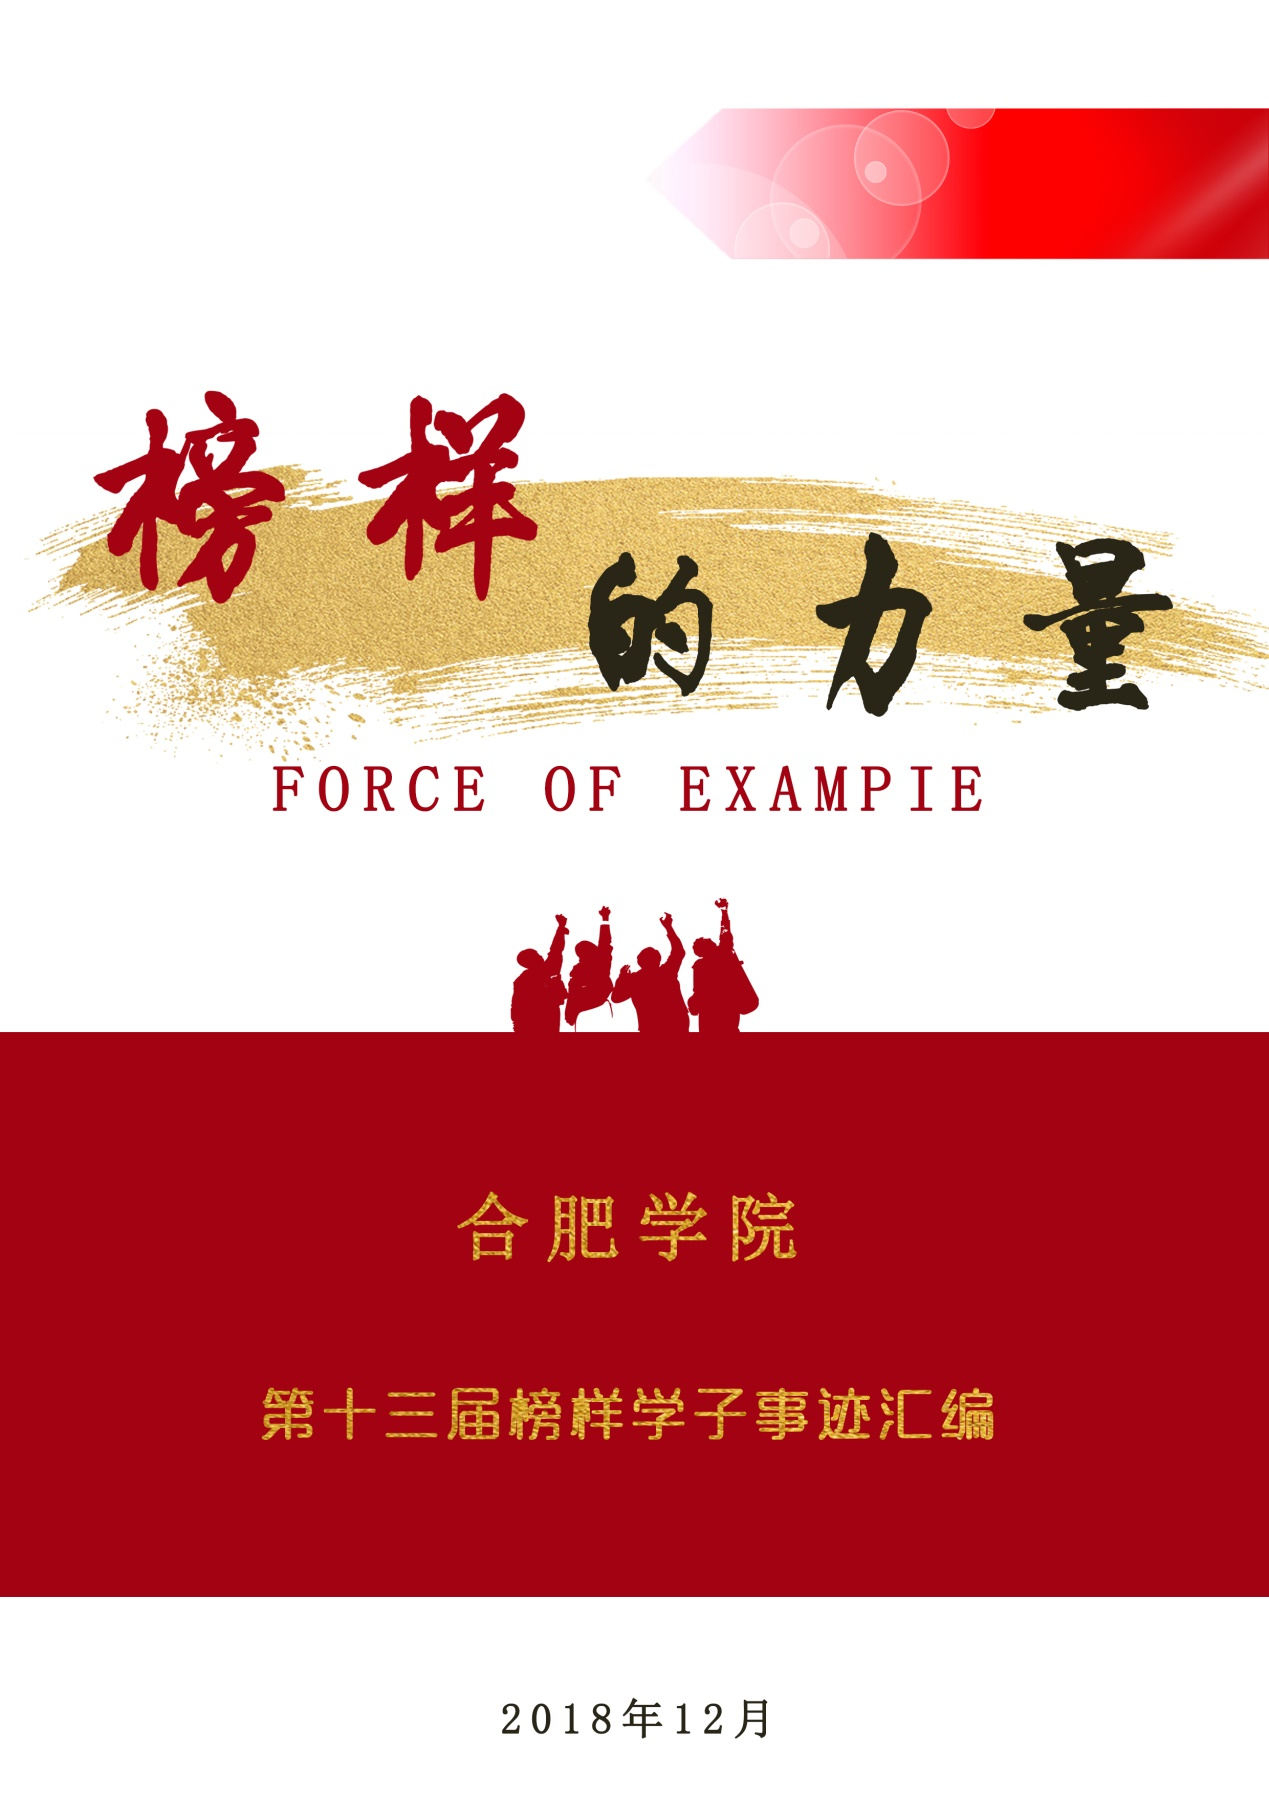 榜样
的力量
FORCE OF EXAMPIE
合肥学院
第十三届榜样学子事迹汇编
2018年12月